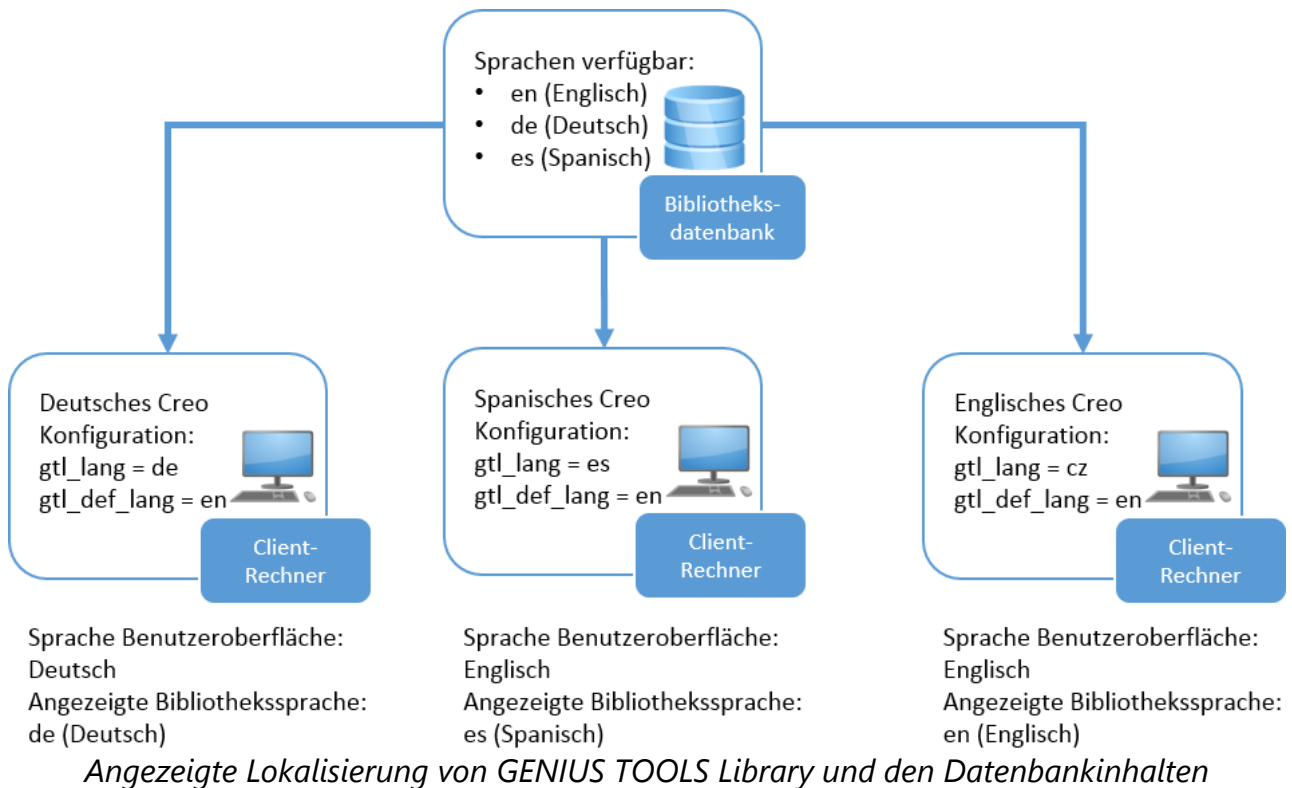 Sprachen verfügbar:
• en (Englisch)
• de (Deutsch)
• es (Spanisch)
Bibliotheks-
datenbank
Deutsches Creo
Konfiguration:
gtl_lang = de
gtl_def_lang = en
Client-
Rechner
Sprache Benutzeroberfläche:
Deutsch
Angezeigte Bibliothekssprache:
de (Deutsch)
Spanisches Creo
Konfiguration:
gtl_lang = es
gtl_def_lang = en
Client-
Rechner
Sprache Benutzeroberfläche:
Englisch
Angezeigte Bibliothekssprache:
es (Spanisch)
Englisches Creo
Konfiguration:
gtl_lang = cz
gtl_def_lang = en
Client-
Rechner
Sprache Benutzeroberfläche:
Englisch
Angezeigte Bibliothekssprache:
en (Englisch)
Angezeigte Lokalisierung von GENIUS TOOLS Library und den Datenbankinhalten